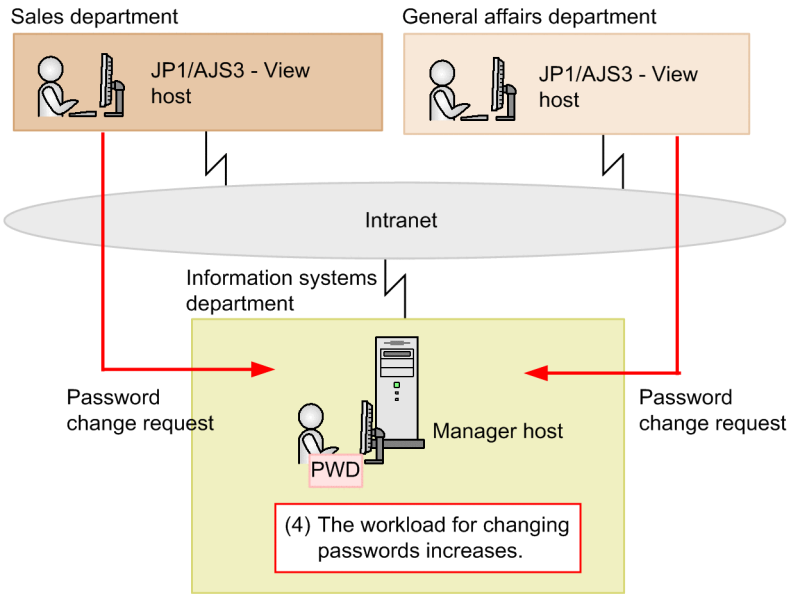 Sales department
General affairs department
JP1/AJS3 - View
host
JP1/AJS3 - View
host
Intranet
Information systems
department
Password
change request
Password
change request
Manager host
PWD
(4) The workload for changing
passwords increases.